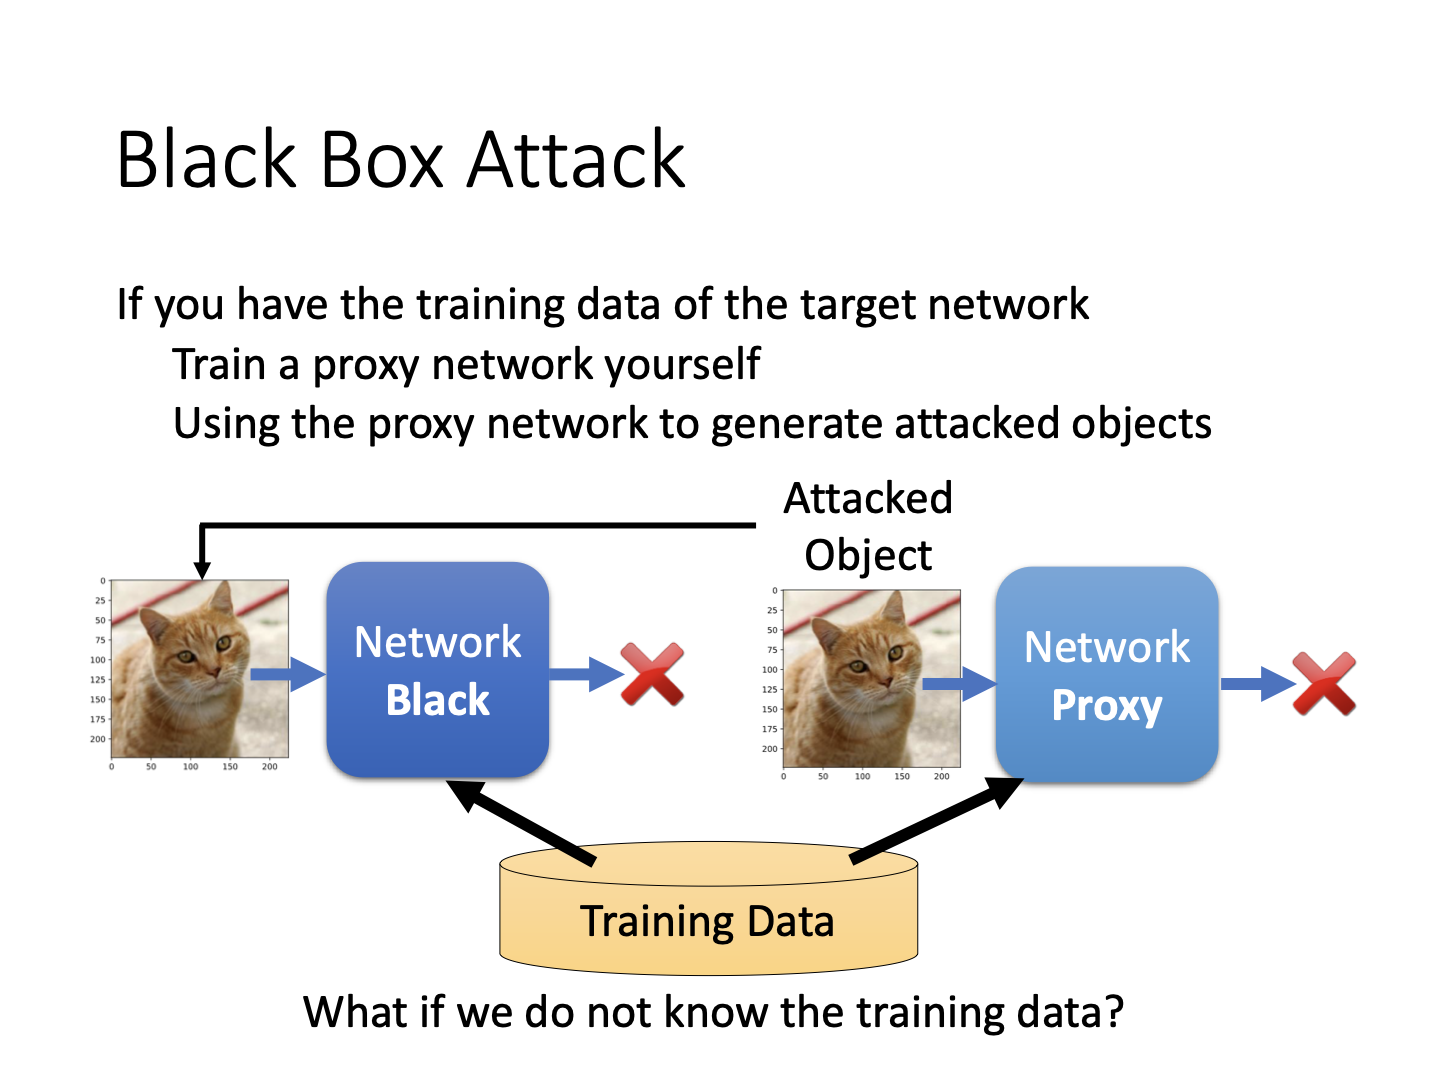 Black Box Attack
If you have the training data of the target network
Train a proxy network yourself
Using the proxy network to generate attacked objects
Attacked
Object
0
25
50
75
100
125
150
175
200
0 50 100 150 200
Network
Black
0
25
50
75
100
125
150
175
200
0 50 100 150 200
Network
Proxy
Training Data
What if we do not know the training data?